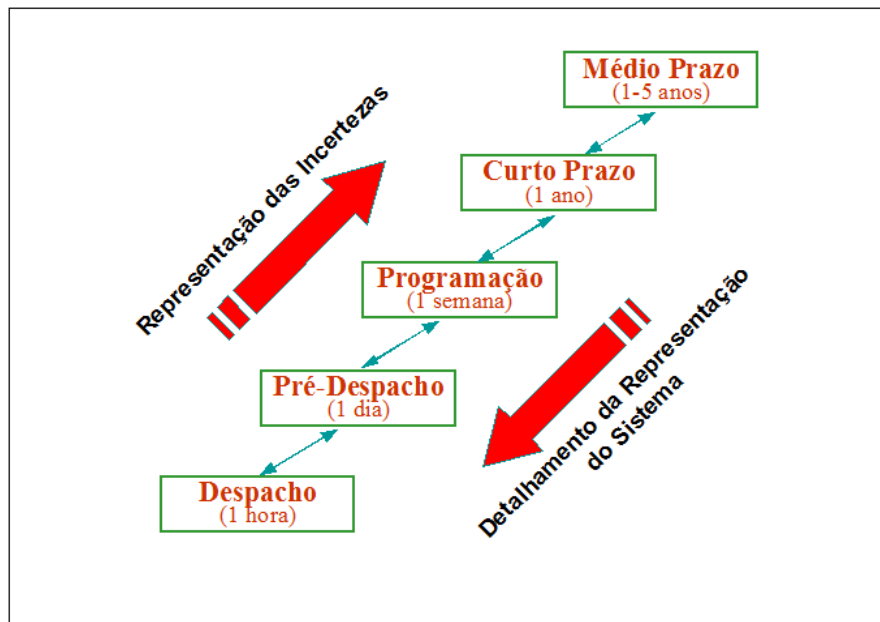 Médio Prazo
(1-5 anos)
Representação das Incertezas
Curto Prazo
(1 ano)
Programação
(1 semana)
Detalhamento da Representação
do Sistema
Pré-Despacho
(1 dia)
Despacho
(1 hora)